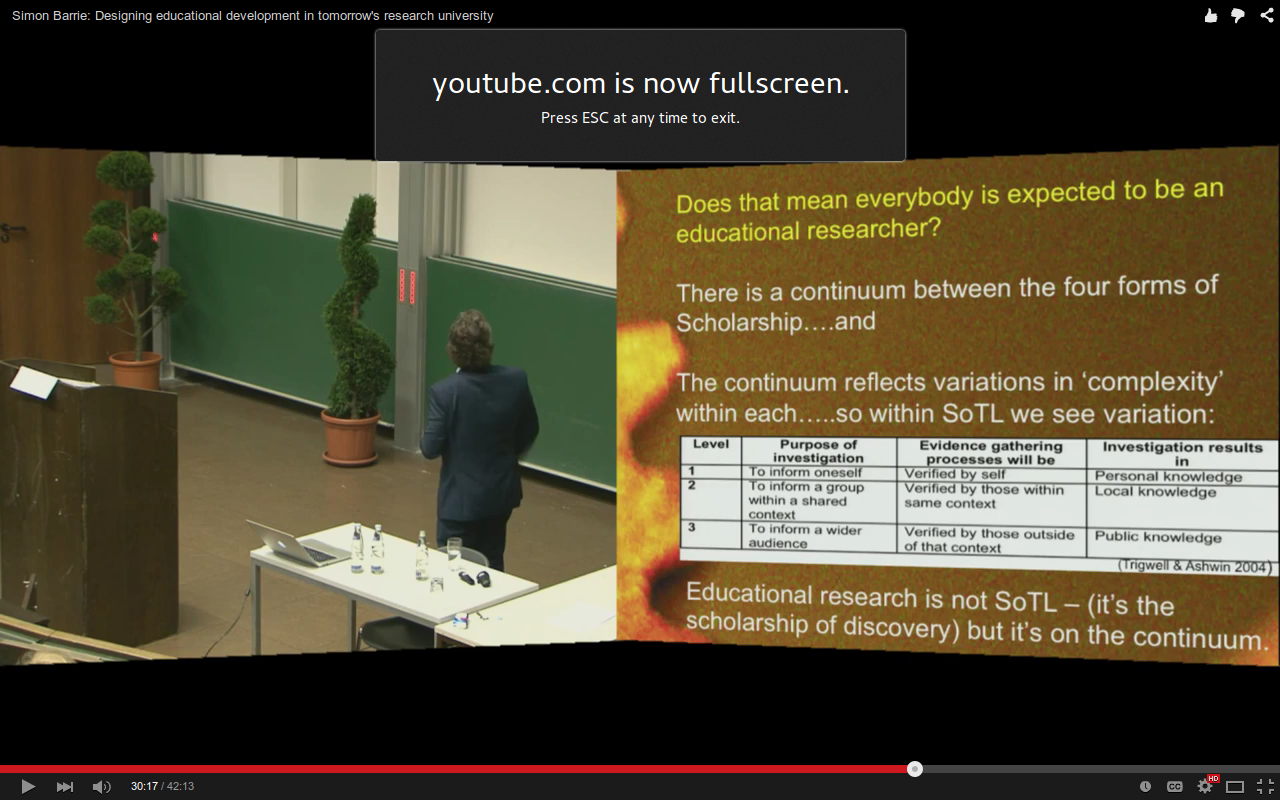 Simon Barrie: Designing educational development in tomorrow's research university
youtube.com is now fullscreen.
Press ESC at any time to exit.
Does that mean everybody is expected to be an
educational researcher?
There is a continuum between the four forms of
Scholarship….and
The continuum reflects variations in ‘complexity’
within each…..so within SoTL we see variation:
Level
Purpose of
investigation
Evidence gathering
processes will be
Investigation results
in
1
To inform oneself
Verified by self
Personal knowledge
2
To inform a group
within a shared
context
Verified by those within
same context
Local knowledge
3
To inform a wider
audience
Verified by those outside
of that context
Public knowledge
(Trigwell & Ashwin 2004)
Educational research is not SoTL – (it’s the
scholarship of discovery) but it’s on the continuum.
30:17 / 42:13
CC
HD